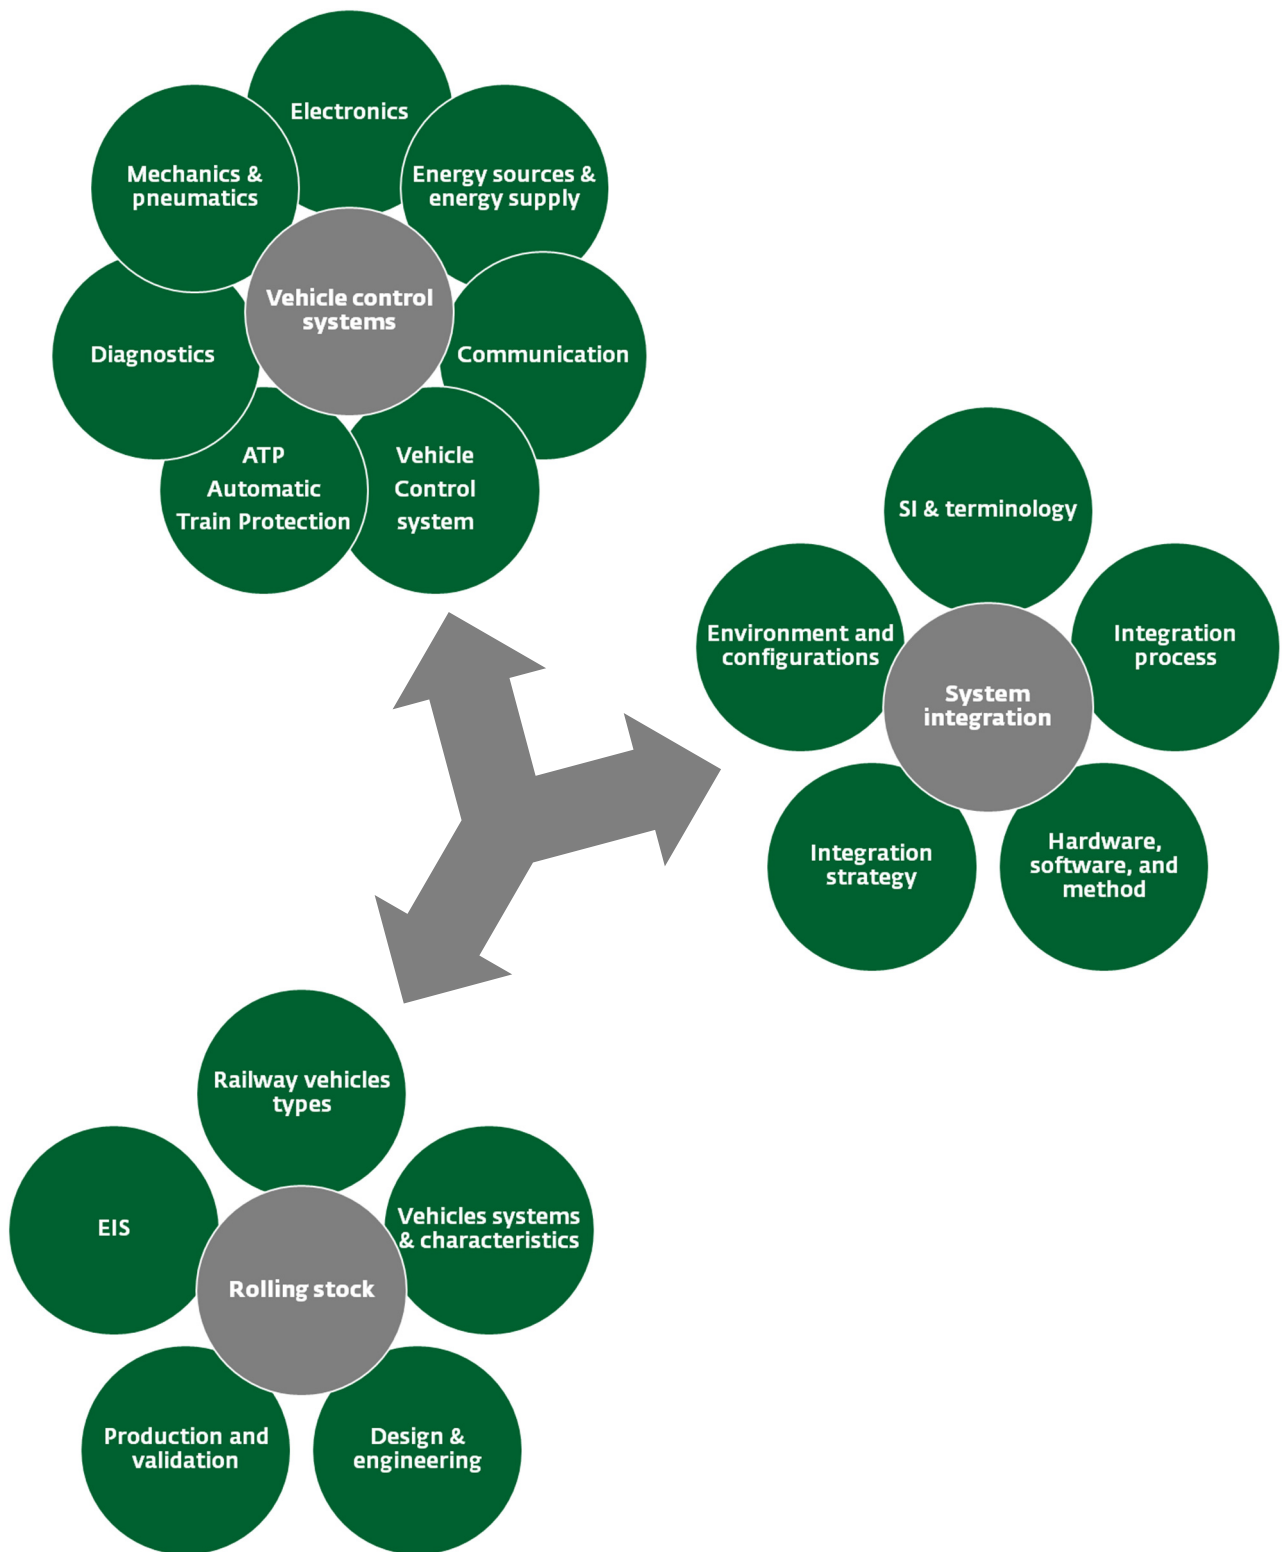 Electronics
Mechanics &
pneumatics
Energy sources &
energy supply
Vehicle control
systems
Diagnostics
Communication
ATP
Automatic
Train Protection
Vehicle
Control
system
SI & terminology
Environment and
configurations
Integration
process
System
integration
Integration
strategy
Hardware,
software, and
method
Railway vehicles
types
EIS
Vehicles systems
& characteristics
Rolling stock
Production and
validation
Design &
engineering